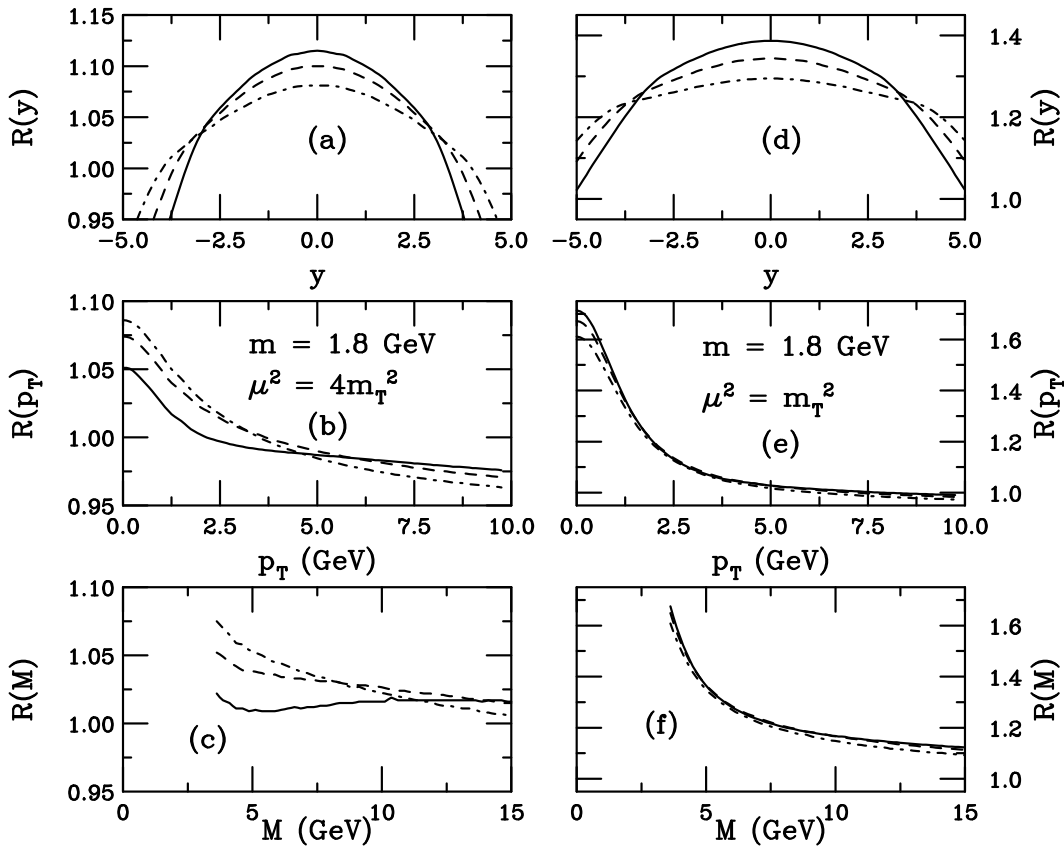 1.15
1.10
1.05
1.00
0.95
R(y)
(a)
-5.0 -2.5 0.0 2.5 5.0
y
1.4
1.2
1.0
R(y)
(d)
-5.0 -2.5 0.0 2.5 5.0
y
1.10
1.05
1.00
0.95
R(p_T)
m = 1.8 GeV
μ² = 4m_T²
(b)
0.0 2.5 5.0 7.5 10.0
p_T (GeV)
1.6
1.4
1.2
1.0
R(p_T)
m = 1.8 GeV
μ² = m_T²
(e)
0.0 2.5 5.0 7.5 10.0
p_T (GeV)
1.10
1.05
1.00
0.95
R(M)
(c)
0 5 10 15
M (GeV)
1.6
1.4
1.2
1.0
R(M)
(f)
0 5 10 15
M (GeV)